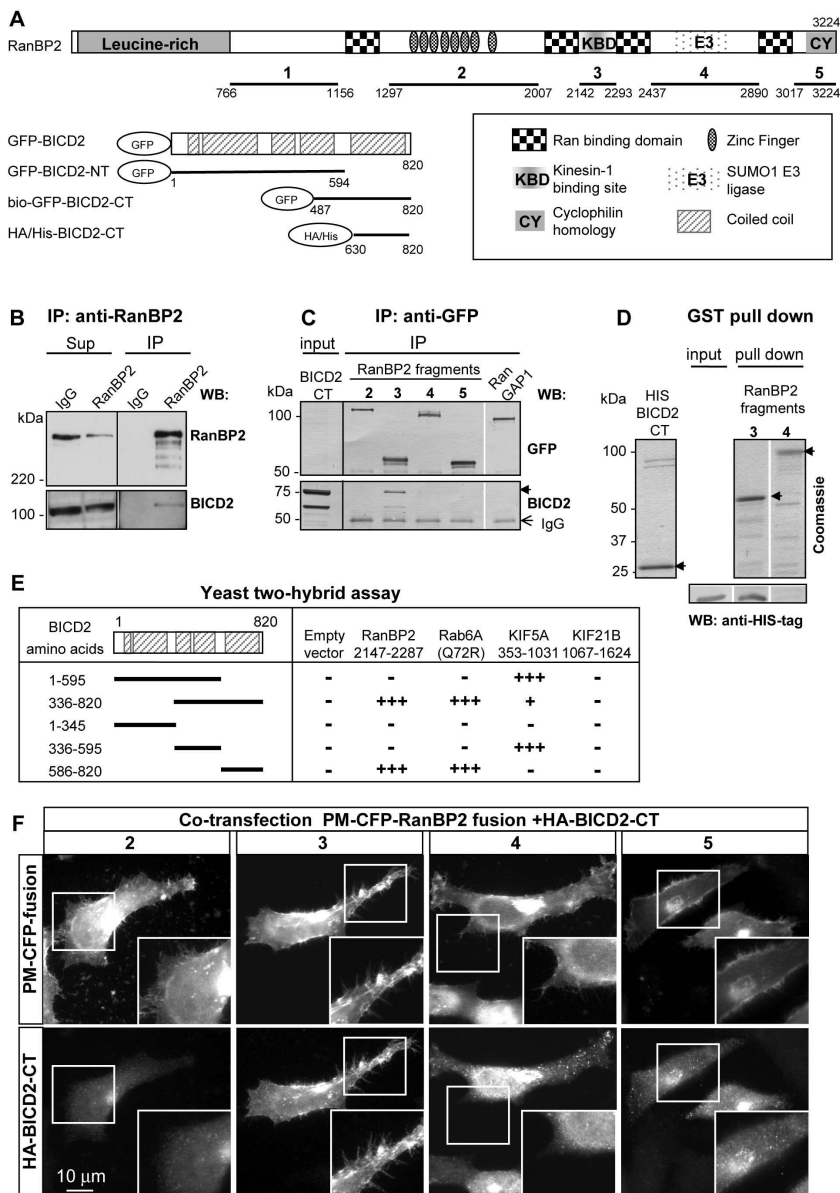 A
3224
RanBP2
Leucine-rich
KBD
E3
CY
1
2
3
4
5
766
1156
1297
2007
2142
2293
2437
2890
3017
3224
GFP-BICD2
GFP
820
GFP-BICD2-NT
GFP
1
594
bio-GFP-BICD2-CT
GFP
487
820
HA/His-BICD2-CT
HA/His
630
820
Ran binding domain
Zinc Finger
KBD
Kinesin-1
binding site
E3
SUMO1 E3
ligase
CY
Cyclophilin
homology
Coiled coil
B
IP: anti-RanBP2
Sup
IP
IgG
RanBP2
IgG
RanBP2
WB:
kDa
RanBP2
220
BICD2
100
C
IP: anti-GFP
input
IP
BICD2
CT
RanBP2 fragments
2
3
4
5
Ran
GAP1
WB:
kDa
100
GFP
50
75
BICD2
50
IgG
D
GST pull down
input
pull down
HIS
BICD2
CT
RanBP2
fragments
3
4
kDa
100
50
37
25
Coomassie
WB: anti-HIS-tag
E
Yeast two-hybrid assay
BICD2
amino acids
1
820
Empty
vector
RanBP2
2147-2287
Rab6A
(Q72R)
KIF5A
353-1031
KIF21B
1067-1624
1-595 - - - +++ -
336-820 - +++ +++ + -
1-345 - - - - -
336-595 - - - +++ -
586-820 - +++ +++ - -
F
Co-transfection PM-CFP-RanBP2 fusion +HA-BICD2-CT
2
3
4
5
PM-CFP-fusion
HA-BICD2-CT
10 µm